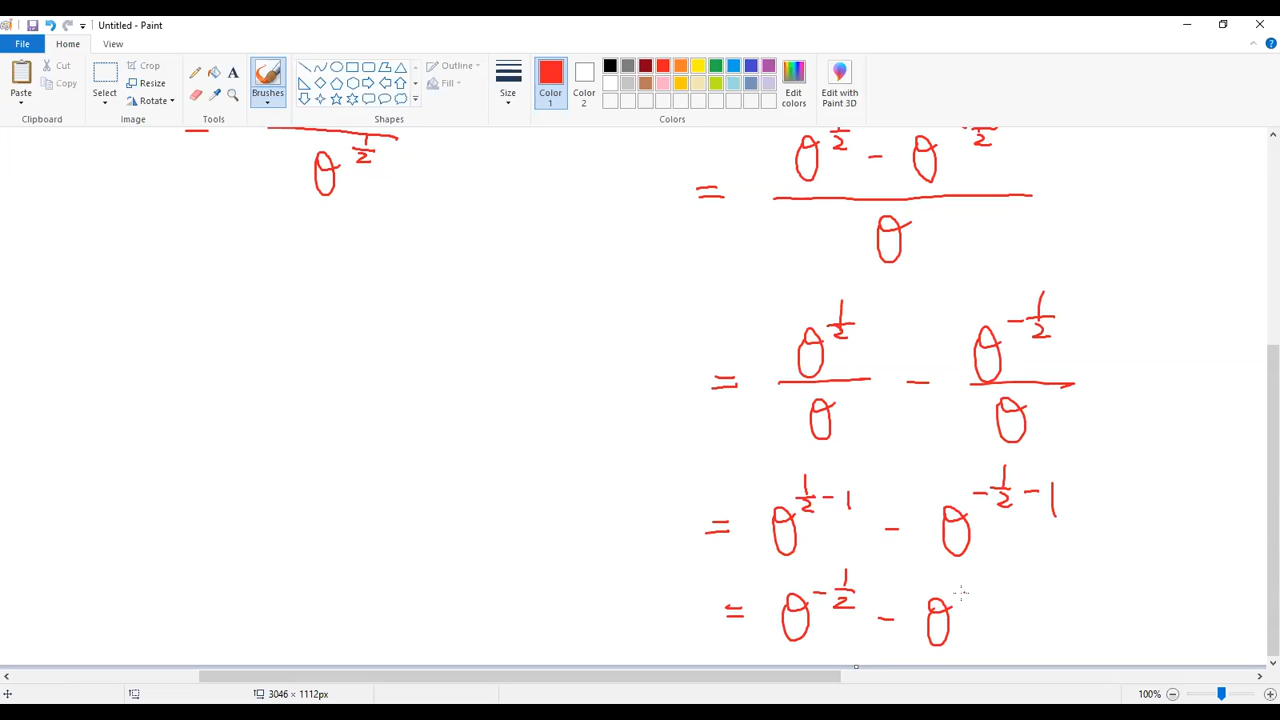 Untitled - Paint
File Home View
Cut Crop Outline
Copy Resize Fill
Paste Select Rotate Brushes Size Color 1 Color 2 Edit colors Edit with Paint 3D
Clipboard Image Tools Shapes Colors
= θ^(1/2)
= (θ^(1/2) - θ^(-1/2)) / θ
= θ^(1/2)/θ - θ^(-1/2)/θ
= θ^(1/2 - 1) - θ^(-1/2 - 1)
= θ^(-1/2) - θ
3046 × 1112px 100%